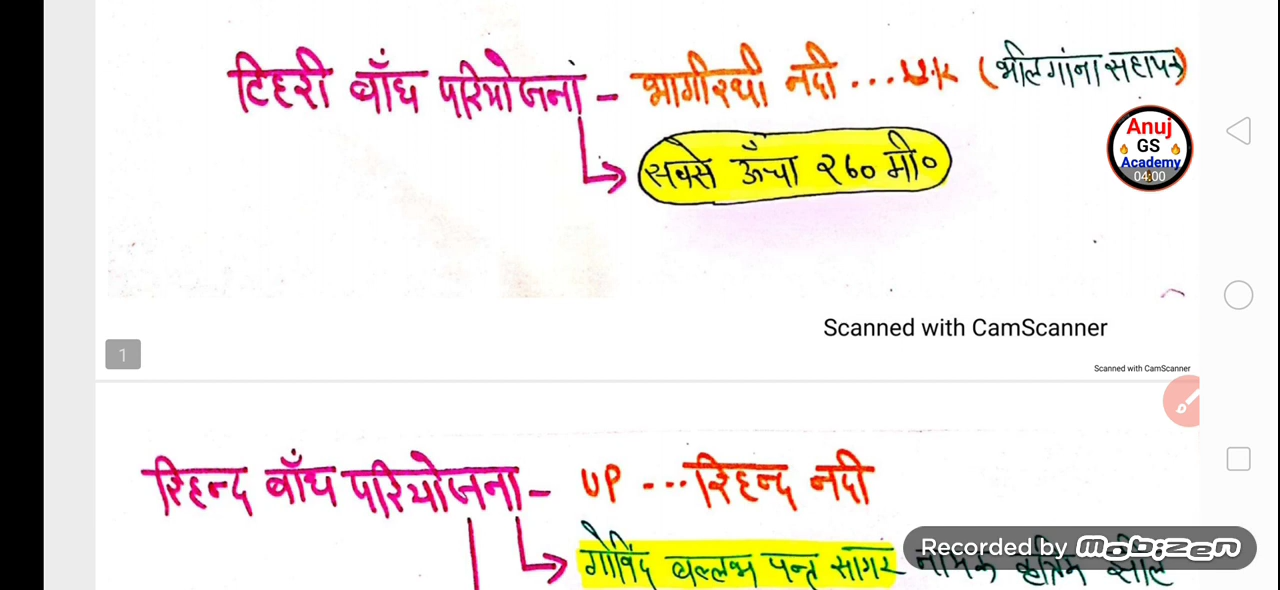 टिहरी बाँध परियोजनां - भागीरथी नदी ... U.K (भीलगांना सहायक)
सबसे ऊँचा २६० मी०
Anuj
GS
Academy
04:00
Scanned with CamScanner
1
Scanned with CamScanner
रिहन्द बाँध परियोजना - UP ... रिहन्द नदी
गोविंद बल्लभ पन्त सागर नामक कृत्रिम झील
Recorded by MOBIZEN